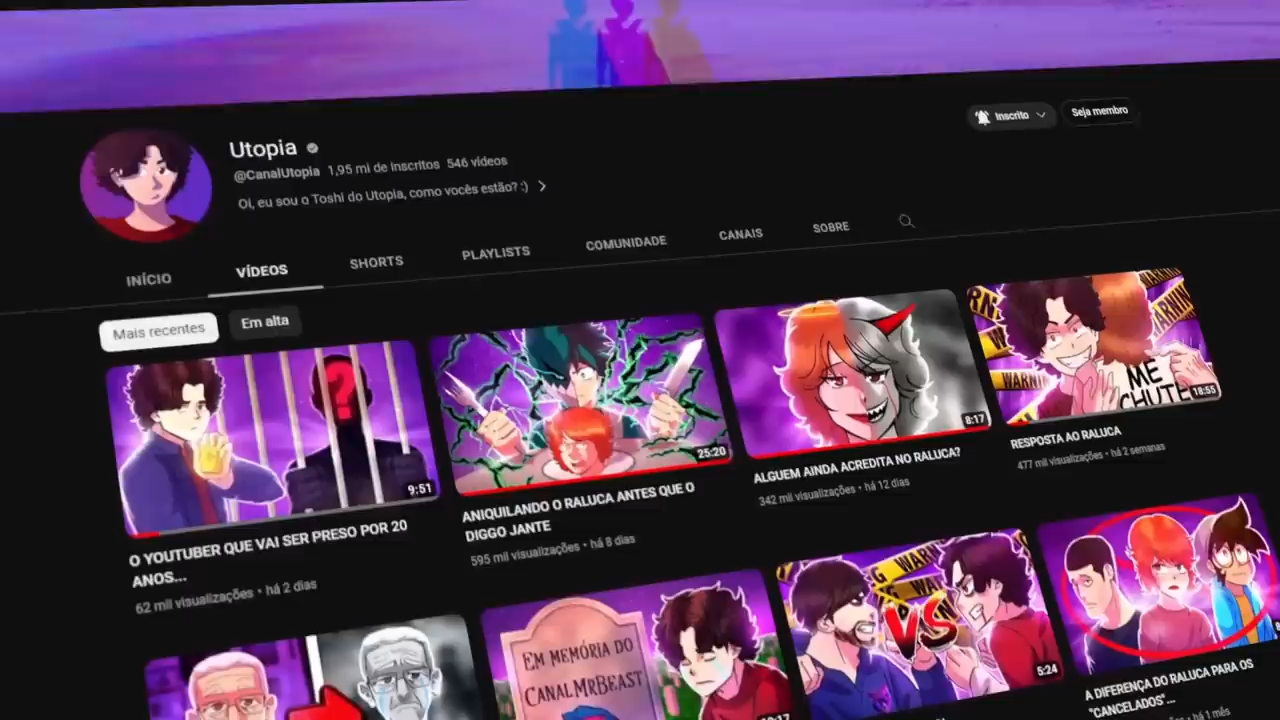 Utopia
@CanalUtopia 1,95 mi de inscritos 546 vídeos
Oi, eu sou o Toshi do Utopia, como vocês estão? :)
Inscrito
Seja membro
INÍCIO
VÍDEOS
SHORTS
PLAYLISTS
COMUNIDADE
CANAIS
SOBRE
Mais recentes
Em alta
?
9:51
O YOUTUBER QUE VAI SER PRESO POR 20
ANOS...
62 mil visualizações • há 2 dias
25:20
ANIQUILANDO O RALUCA ANTES QUE O
DIGGO JANTE
595 mil visualizações • há 8 dias
8:17
ALGUEM AINDA ACREDITA NO RALUCA?
342 mil visualizações • há 12 dias
WARNING
ME
CHUTE
18:55
RESPOSTA AO RALUCA
477 mil visualizações • há 2 semanas
EM MEMÓRIA DO
CANALMRBEAST
VS
5:24
A DIFERENÇA DO RALUCA PARA OS
"CANCELADOS"...
há 1 mês